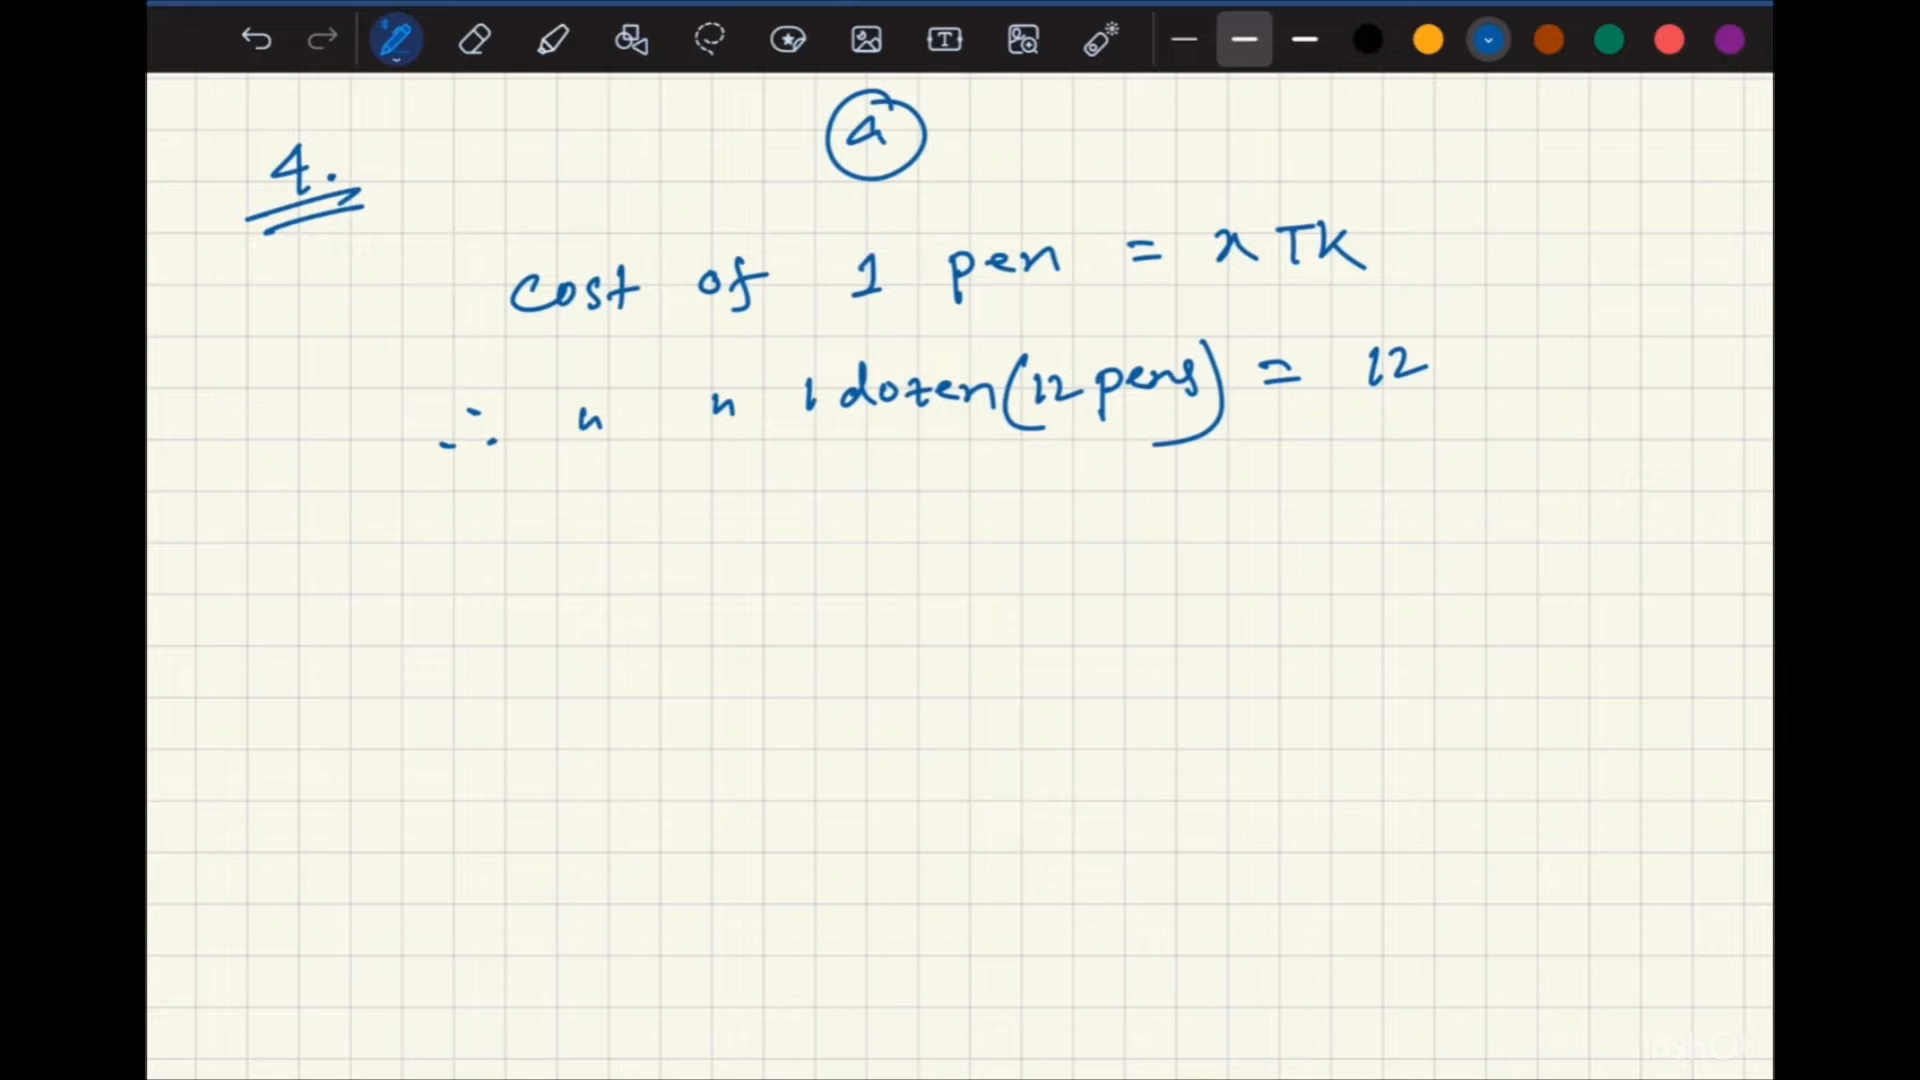 a
4.
cost of 1 pen = x TK
∴ " " 1 dozen (12 pens) = 12